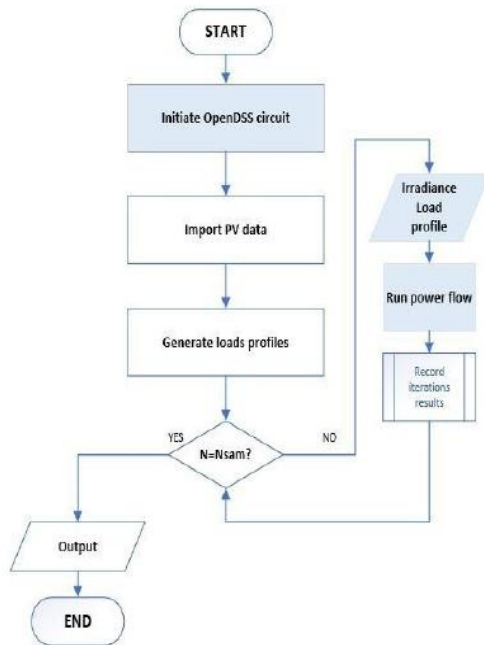 START
Initiate OpenDSS circuit
Import PV data
Generate loads profiles
YES
N=Nsam?
NO
Irradiance
Load
profile
Run power flow
Record
iterations
results
Output
END